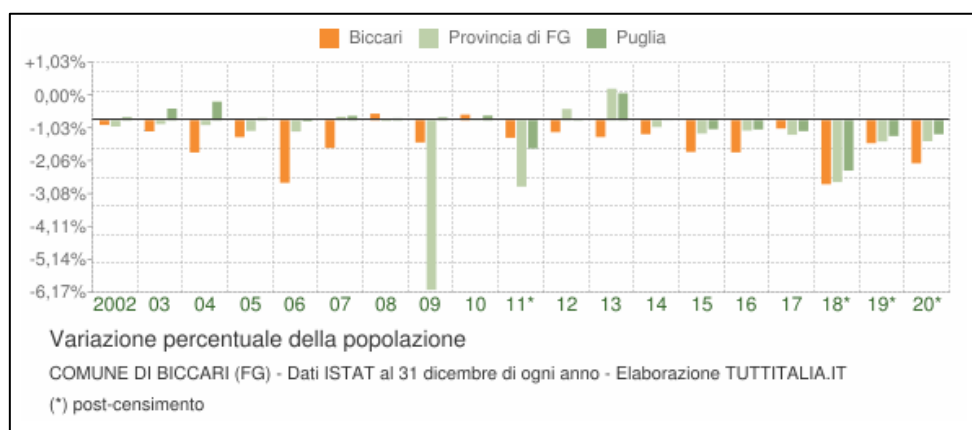 Biccari Provincia di FG Puglia
+1,03%
0,00%
-1,03%
-2,06%
-3,08%
-4,11%
-5,14%
-6,17%
2002 03 04 05 06 07 08 09 10 11* 12 13 14 15 16 17 18* 19* 20*
Variazione percentuale della popolazione
COMUNE DI BICCARI (FG) - Dati ISTAT al 31 dicembre di ogni anno - Elaborazione TUTTITALIA.IT
(*) post-censimento